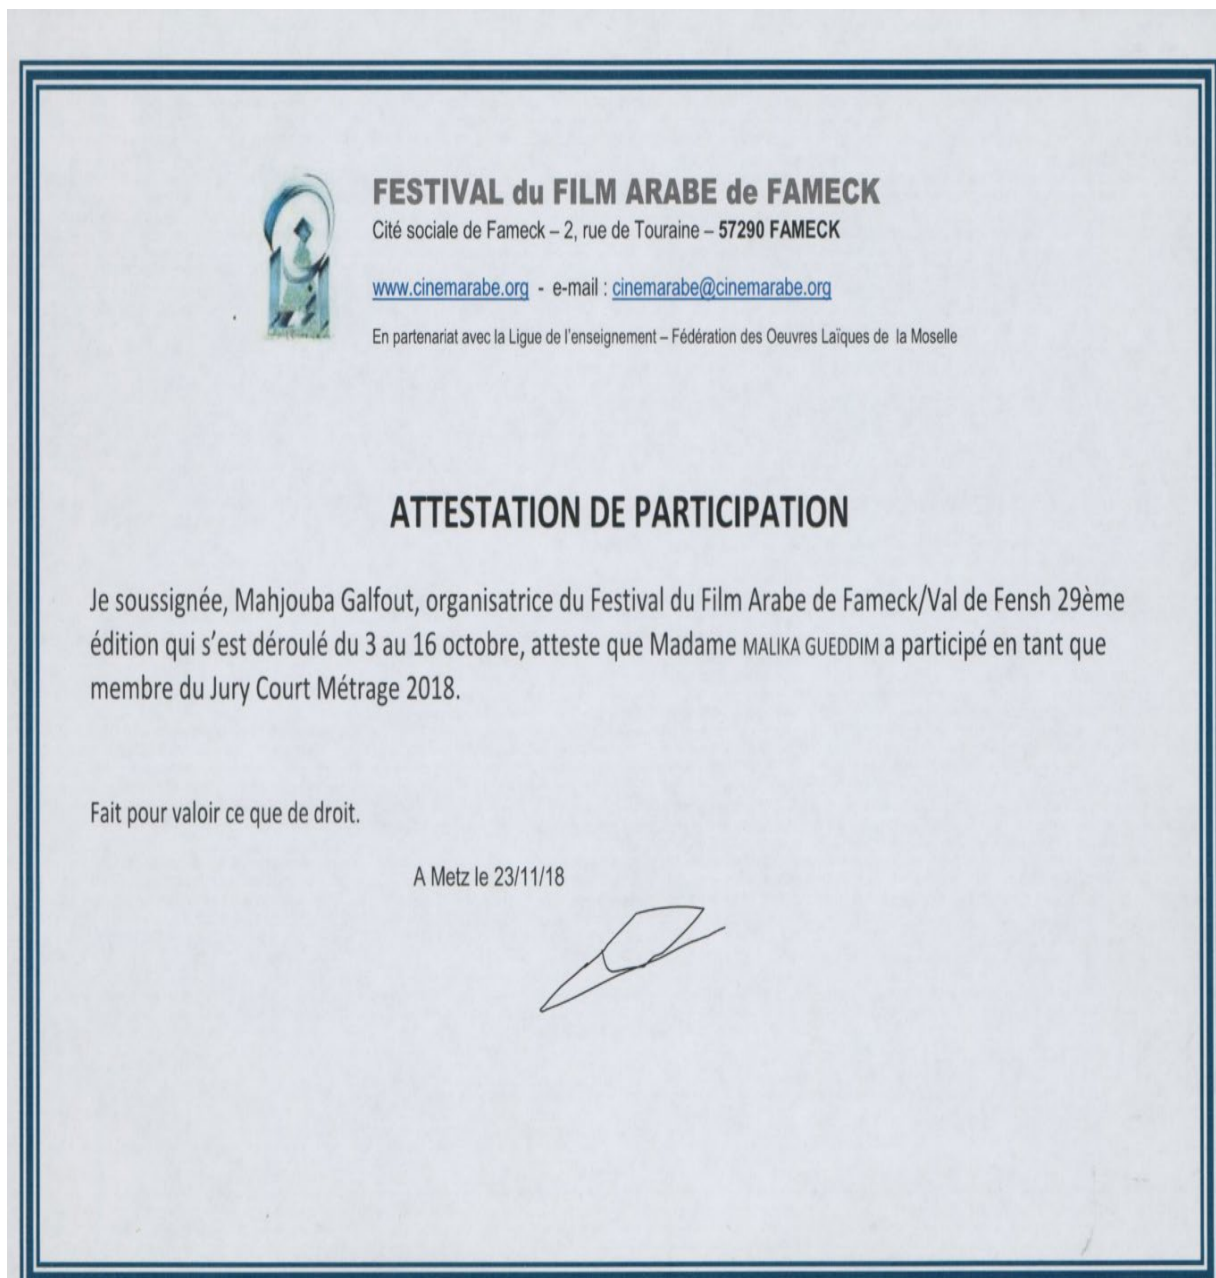 FESTIVAL du FILM ARABE de FAMECK
Cité sociale de Fameck – 2, rue de Touraine – 57290 FAMECK
www.cinemarabe.org - e-mail : cinemarabe@cinemarabe.org
En partenariat avec la Ligue de l'enseignement – Fédération des Oeuvres Laïques de la Moselle
ATTESTATION DE PARTICIPATION
Je soussignée, Mahjouba Galfout, organisatrice du Festival du Film Arabe de Fameck/Val de Fensh 29ème
édition qui s'est déroulé du 3 au 16 octobre, atteste que Madame MALIKA GUEDDIM a participé en tant que
membre du Jury Court Métrage 2018.
Fait pour valoir ce que de droit.
A Metz le 23/11/18